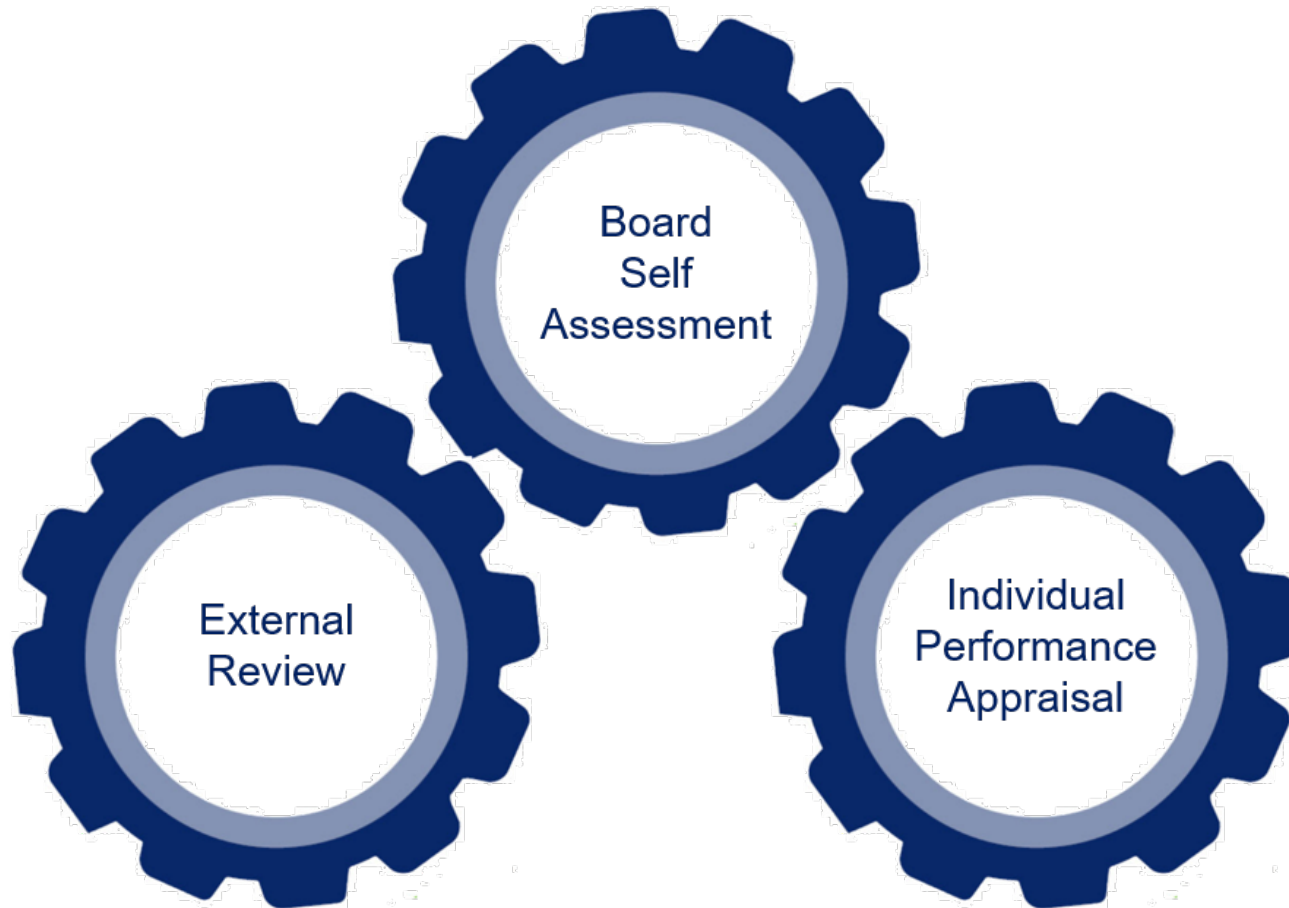 Board
Self
Assessment
External
Review
Individual
Performance
Appraisal